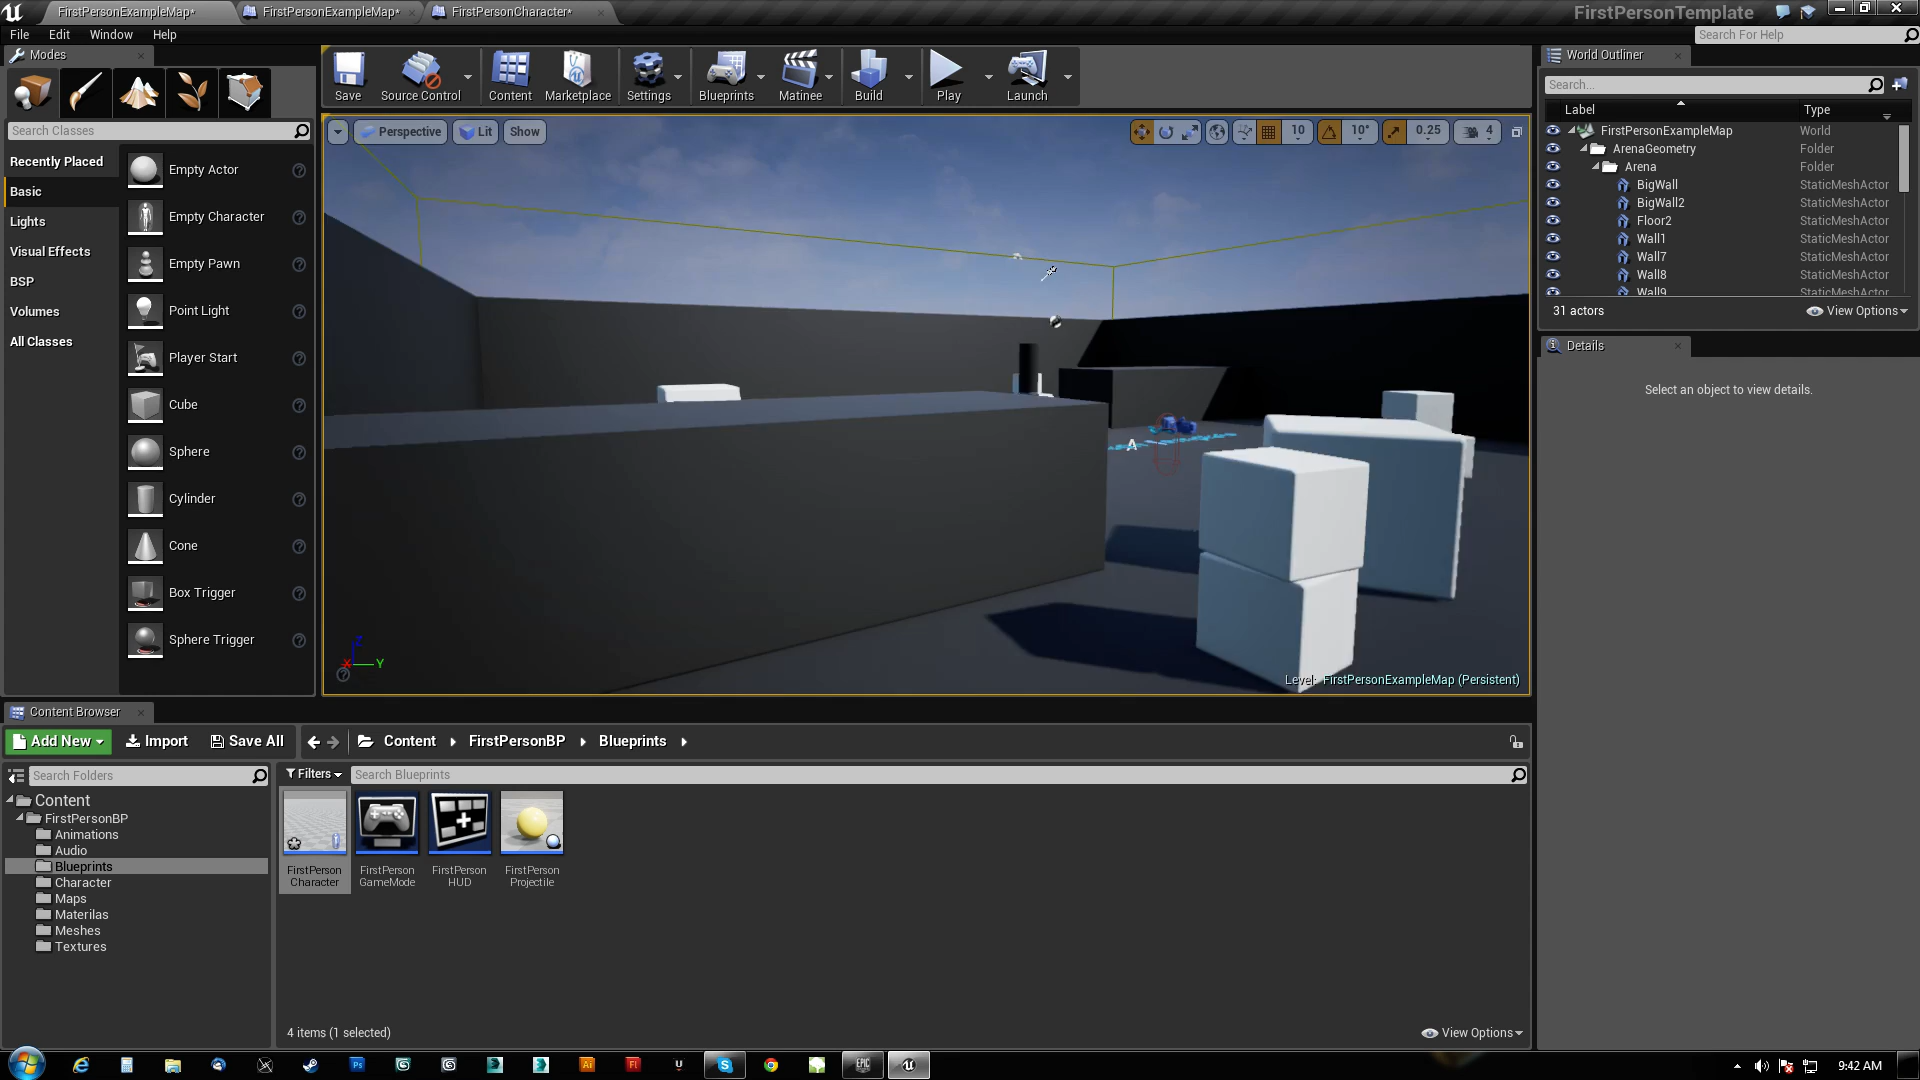 FirstPersonExampleMap*
FirstPersonExampleMap*
FirstPersonCharacter*
FirstPersonTemplate
File Edit Window Help
Search For Help
Modes
Save
Source Control
Content
Marketplace
Settings
Blueprints
Matinee
Build
Play
Launch
World Outliner
Search...
Label Type
Search Classes
Perspective
Lit
Show
10
10°
0.25
4
Recently Placed
Basic
Lights
Visual Effects
BSP
Volumes
All Classes
Empty Actor
Empty Character
Empty Pawn
Point Light
Player Start
Cube
Sphere
Cylinder
Cone
Box Trigger
Sphere Trigger
FirstPersonExampleMap World
ArenaGeometry Folder
Arena Folder
BigWall StaticMeshActor
BigWall2 StaticMeshActor
Floor2 StaticMeshActor
Wall1 StaticMeshActor
Wall7 StaticMeshActor
Wall8 StaticMeshActor
Wall9 StaticMeshActor
31 actors
View Options
Details
Select an object to view details.
A
Z
X
Y
Level: FirstPersonExampleMap (Persistent)
Content Browser
Add New
Import
Save All
Content
FirstPersonBP
Blueprints
Search Folders
Filters
Search Blueprints
Content
FirstPersonBP
Animations
Audio
Blueprints
Character
Maps
Materilas
Meshes
Textures
FirstPerson
Character
FirstPerson
GameMode
FirstPerson
HUD
FirstPerson
Projectile
4 items (1 selected)
View Options
Ps
Ai
Fl
S
EPIC
9:42 AM